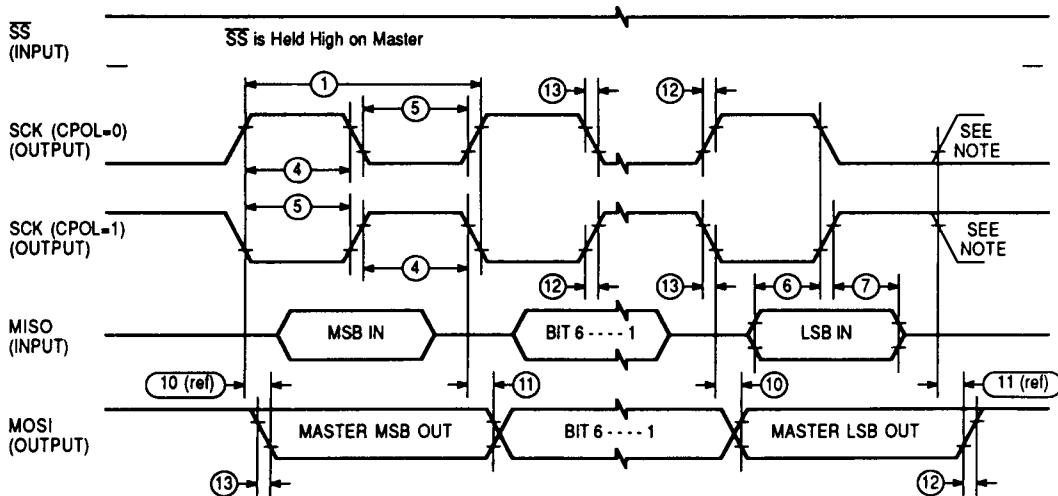 SS
(INPUT)
SS is Held High on Master
1
5
13
12
SCK (CPOL=0)
(OUTPUT)
SEE
NOTE
4
5
SCK (CPOL=1)
(OUTPUT)
SEE
NOTE
4
12
13
6
7
MISO
(INPUT)
MSB IN
BIT 6 - - - - 1
LSB IN
10 (ref)
11
10
11 (ref)
MOSI
(OUTPUT)
MASTER MSB OUT
BIT 6 - - - - 1
MASTER LSB OUT
13
12